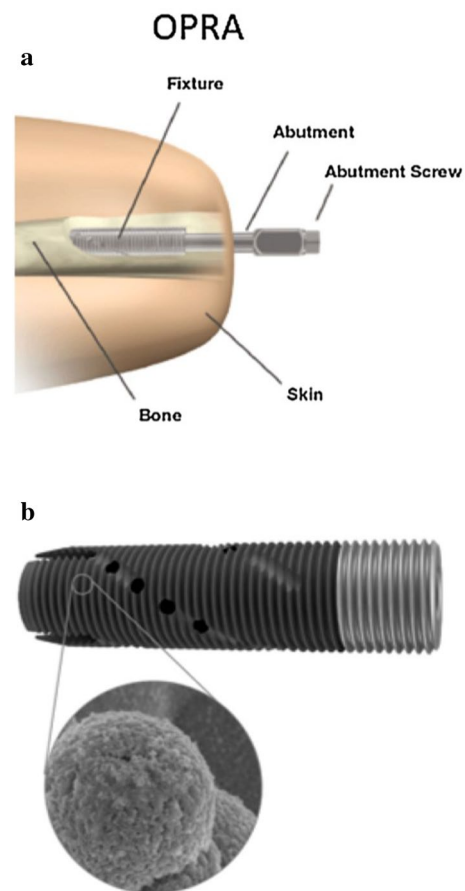 OPRA
a
Fixture
Abutment
Abutment Screw
Skin
Bone
b